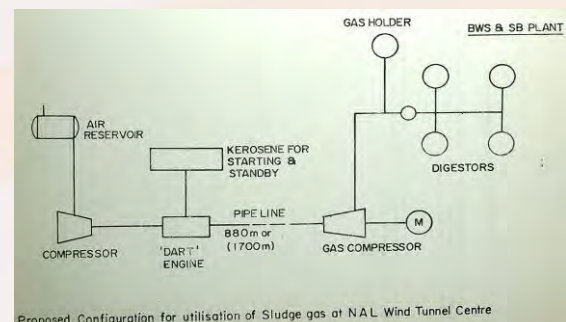 GAS HOLDER
BWS & SB PLANT
AIR
RESERVOIR
KEROSENE FOR
STARTING &
STANDBY
DIGESTORS
PIPE LINE
880m or
(1700m)
M
COMPRESSOR
'DART'
ENGINE
GAS COMPRESSOR
Proposed Configuration for utilisation of Sludge gas at NAL Wind Tunnel Centre